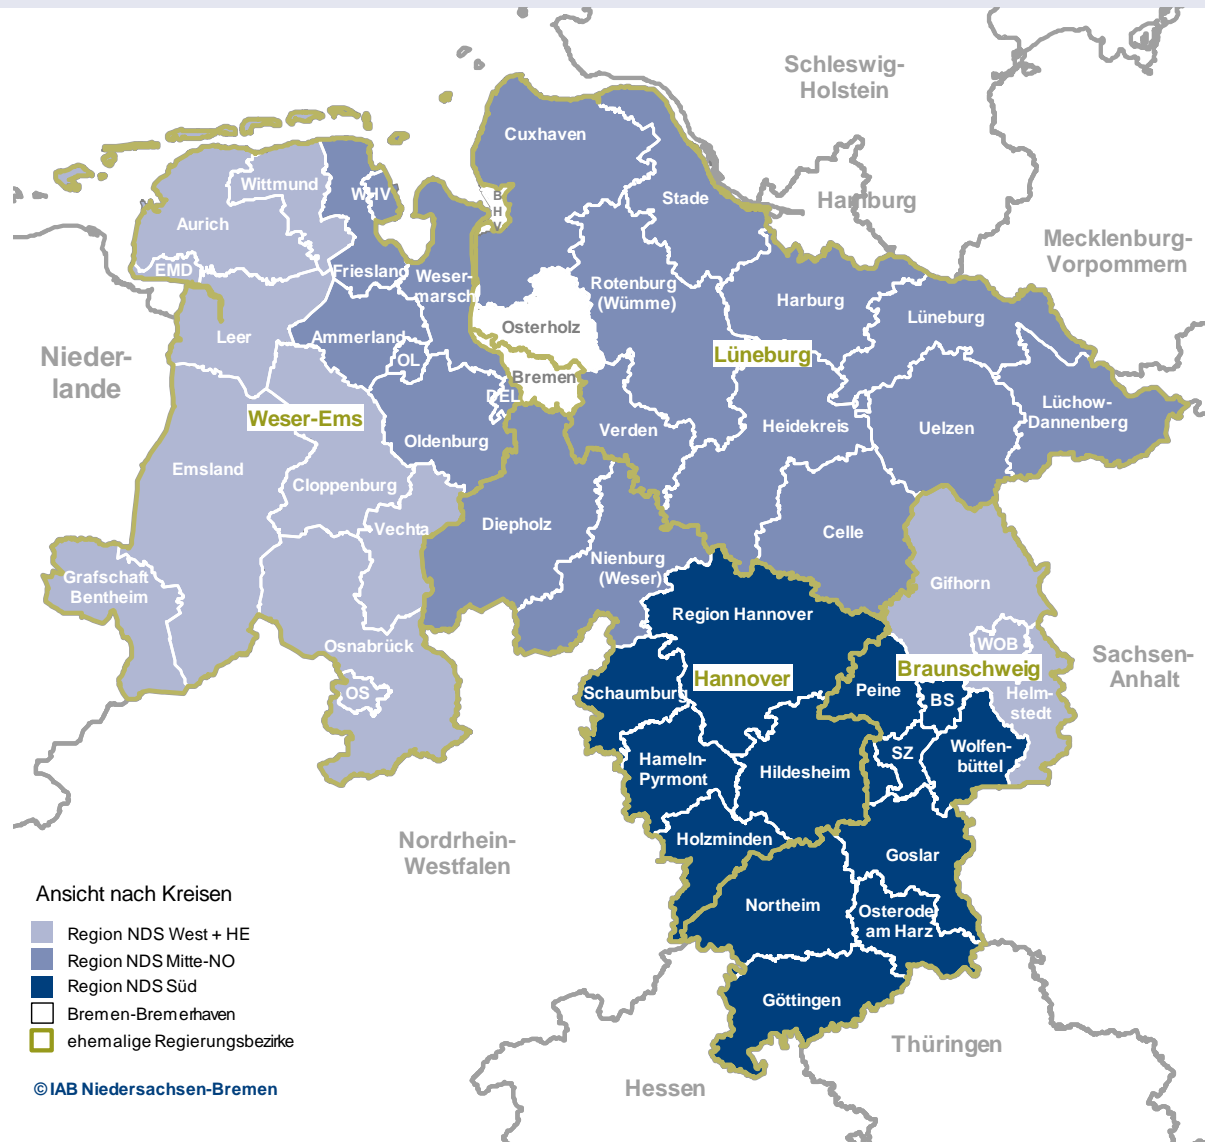 Schleswig-
Holstein
Cuxhaven
Wittmund
WHV
B
H
V
Stade
Hamburg
Aurich
Mecklenburg-
Vorpommern
EMD
Friesland
Weser-
marsch
Rotenburg
(Wümme)
Harburg
Lüneburg
Leer
Ammerland
Osterholz
Nieder-
lande
OL
Lüneburg
Bremen
DEL
Weser-Ems
Oldenburg
Verden
Heidekreis
Uelzen
Lüchow-
Dannenberg
Emsland
Cloppenburg
Vechta
Diepholz
Celle
Nienburg
(Weser)
Grafschaft
Bentheim
Gifhorn
Region Hannover
Osnabrück
WOB
Sachsen-
Anhalt
Hannover
Braunschweig
OS
Schaumburg
Peine
BS
Helm-
stedt
Hameln-
Pyrmont
Hildesheim
SZ
Wolfen-
büttel
Nordrhein-
Westfalen
Holzminden
Goslar
Northeim
Osterode
am Harz
Göttingen
Thüringen
Hessen
Ansicht nach Kreisen
Region NDS West + HE
Region NDS Mitte-NO
Region NDS Süd
Bremen-Bremerhaven
ehemalige Regierungsbezirke
© IAB Niedersachsen-Bremen